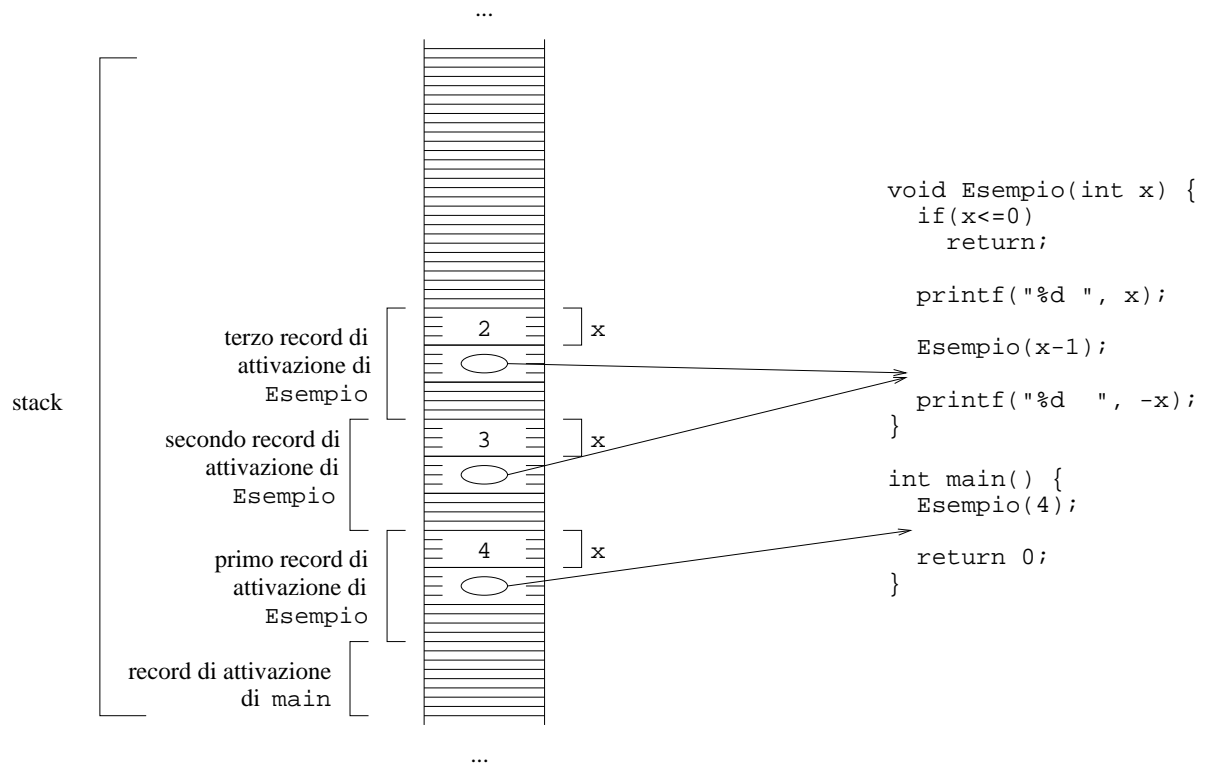 ...
stack
terzo record di
attivazione di
Esempio
secondo record di
attivazione di
Esempio
primo record di
attivazione di
Esempio
record di attivazione
di main
2
x
3
x
4
x
...
void Esempio(int x) {
  if(x<=0)
    return;
  printf("%d ", x);
  Esempio(x-1);
  printf("%d  ", -x);
}
int main() {
  Esempio(4);
  return 0;
}